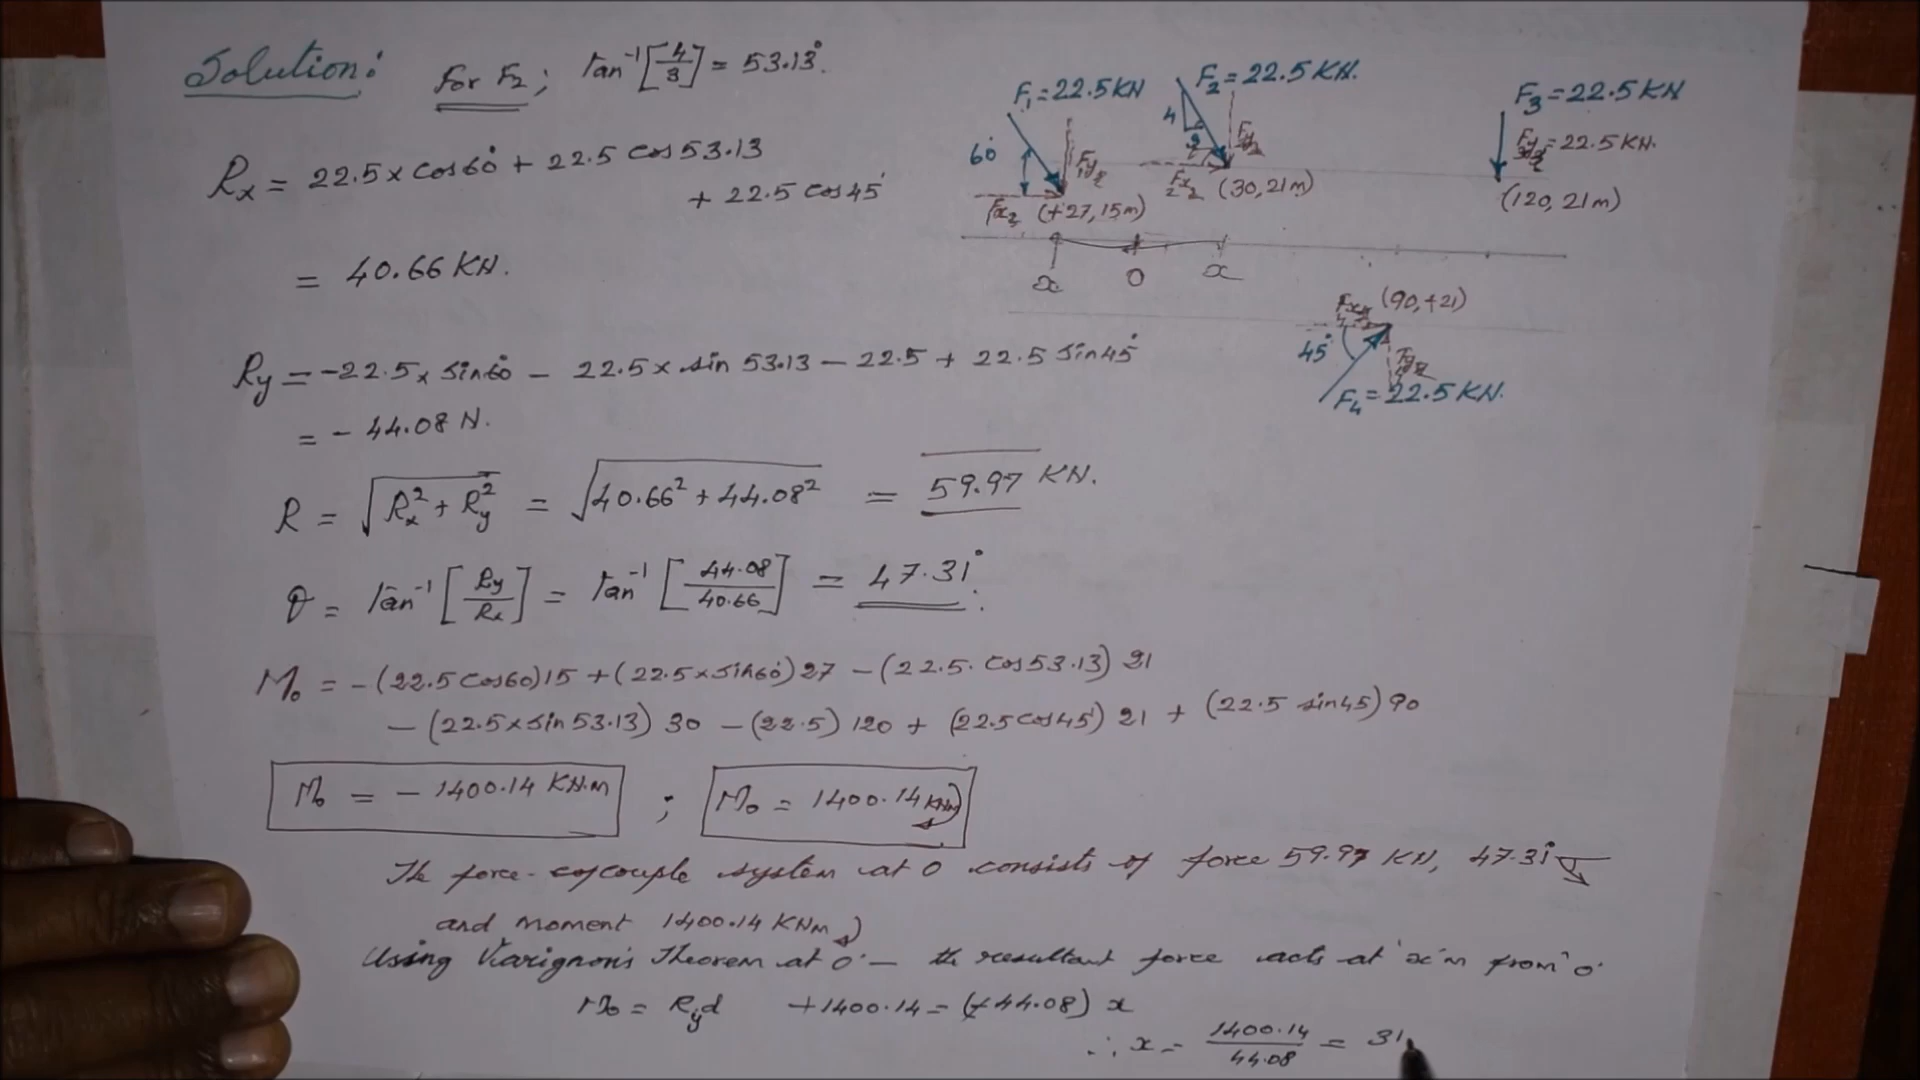 Solution: For F2; tan⁻¹[4/3] = 53.13°.
Rx = 22.5 x cos60° + 22.5 cos 53.13
+ 22.5 cos45°
= 40.66 KN.
Ry = -22.5 x sin60° - 22.5 x sin 53.13 - 22.5 + 22.5 sin45°
= - 44.08 N.
R = √(Rx² + Ry²) = √(40.66² + 44.08²) = 59.97 KN.
θ = tan⁻¹ [Ry/Rx] = tan⁻¹ [44.08/40.66] = 47.31°.
Mo = -(22.5 cos60)15 + (22.5 x sin60°) 27 - (22.5. cos53.13) 21
- (22.5 x sin 53.13) 30 - (22.5) 120 + (22.5 cos45°) 21 + (22.5 sin45) 90
Mo = - 1400.14 KN.m ; Mo = 1400.14 KNm
The force- cocouple system at O consists of force 59.97 KN, 47.31°
and moment 1400.14 KNm
Using Varignon's Theorem at O - the resultant force acts at 'x' m from 'O'
Mo = Ryd +1400.14 = (+44.08) x
∴ x = 1400.14/44.08 = 31
F1 = 22.5 KN
60°
(+27, 15m)
F2 = 22.5 KN.
4
3
(30, 21m)
F3 = 22.5 KN
= 22.5 KN.
(120, 21m)
x O x
(90, +21)
45°
F4 = 22.5 KN.